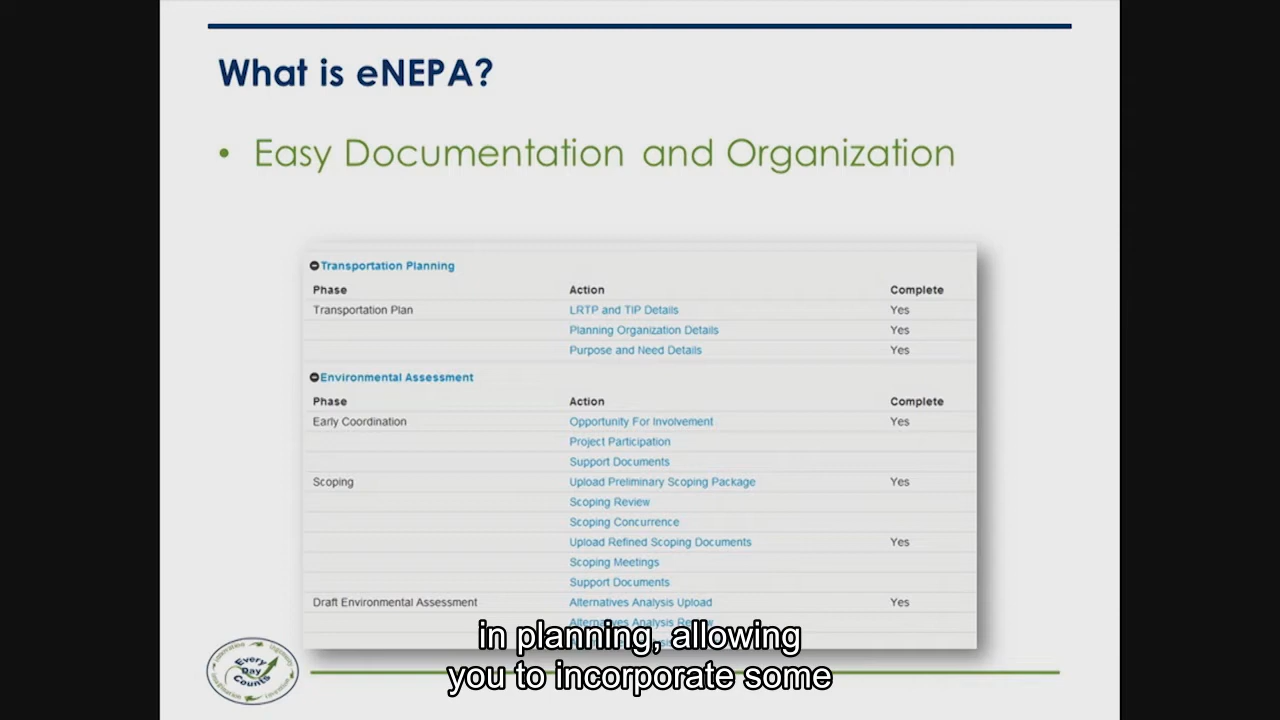 What is eNEPA?
• Easy Documentation and Organization
Transportation Planning
Phase Action Complete
Transportation Plan LRTP and TIP Details Yes
Planning Organization Details Yes
Purpose and Need Details Yes
Environmental Assessment
Phase Action Complete
Early Coordination Opportunity For Involvement Yes
Project Participation
Support Documents
Scoping Upload Preliminary Scoping Package Yes
Scoping Review
Scoping Concurrence
Upload Refined Scoping Documents Yes
Scoping Meetings
Support Documents
Draft Environmental Assessment Alternatives Analysis Upload Yes
Alternatives Analysis
in planning, allowing
you to incorporate some
Every
Day
Counts